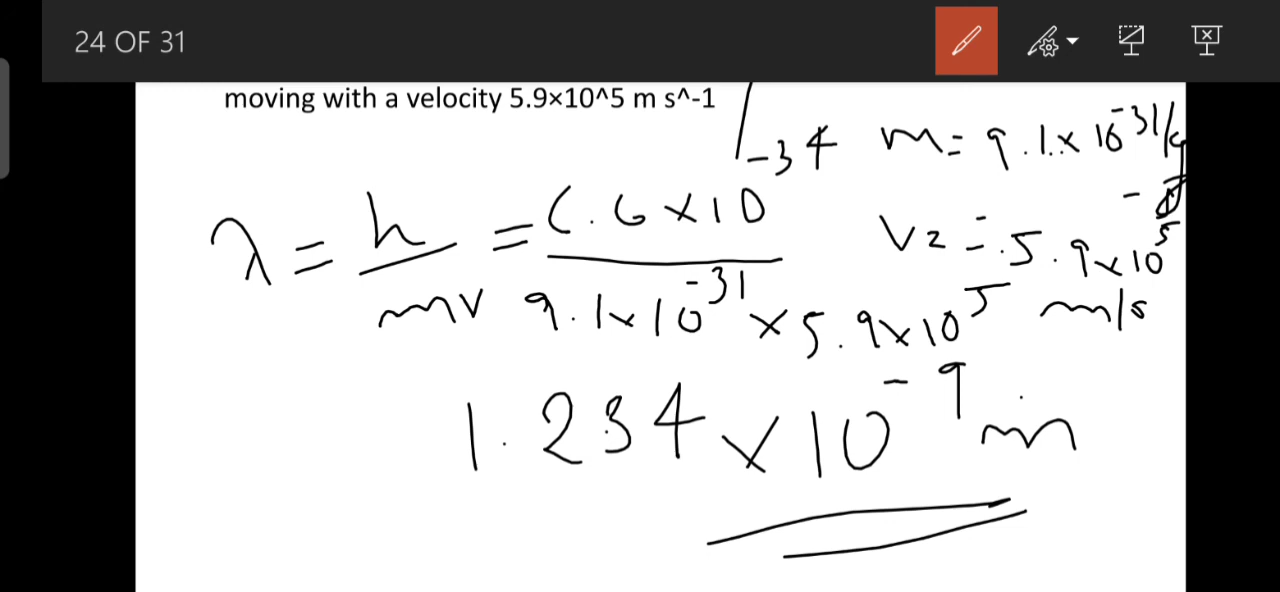 24 OF 31
moving with a velocity 5.9×10^5 m s^-1
m = 9.1 × 10^-31 kg
λ = h/mv = 6.6 × 10^-34 / 9.1 × 10^-31 × 5.9 × 10^5
V = 5.9 × 10^5
m/s
1.234 × 10^-9 m